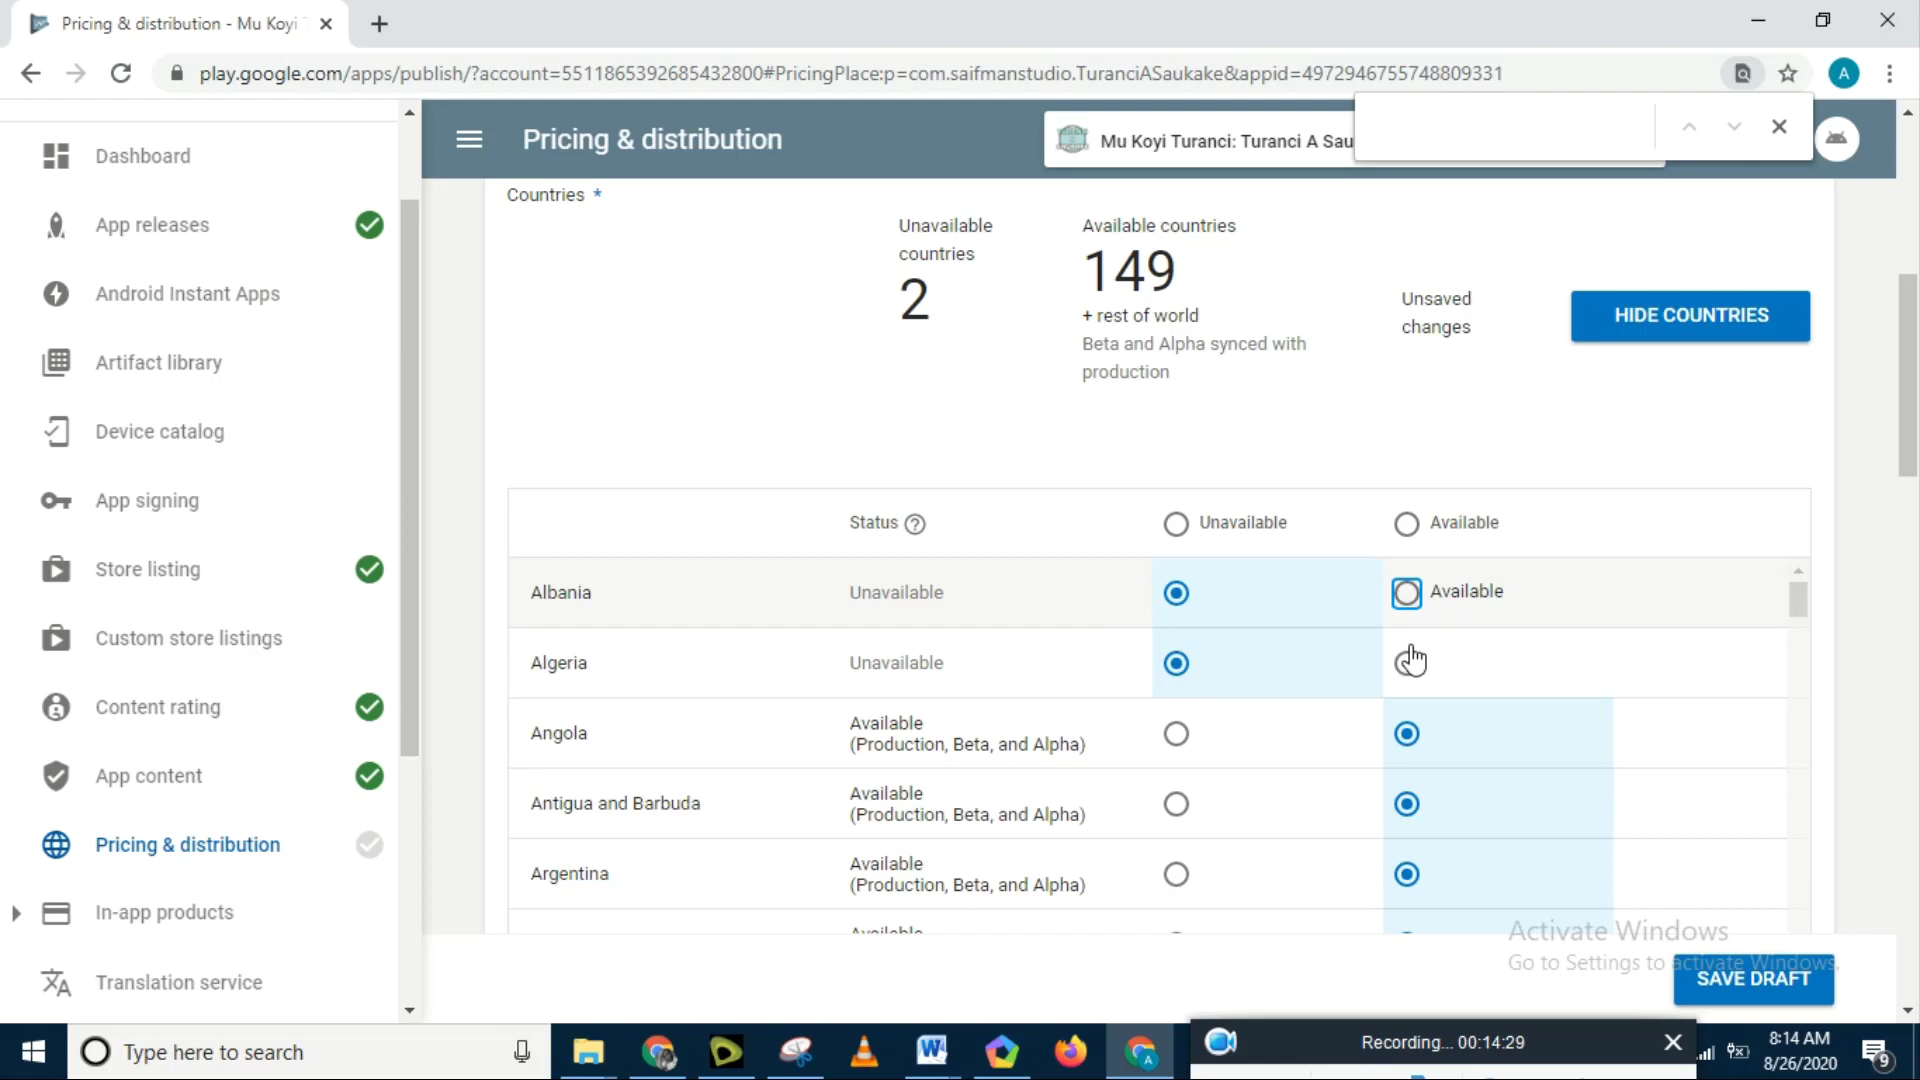 Pricing & distribution - Mu Koyi
play.google.com/apps/publish/?account=5511865392685432800#PricingPlace:p=com.saifmanstudio.TuranciASaukake&appid=4972946755748809331
A
Pricing & distribution
Mu Koyi Turanci: Turanci A Sau
Dashboard
App releases
Android Instant Apps
Artifact library
Device catalog
App signing
Store listing
Custom store listings
Content rating
App content
Pricing & distribution
In-app products
Translation service
Countries *
Unavailable
countries
2
Available countries
149
+ rest of world
Beta and Alpha synced with
production
Unsaved
changes
HIDE COUNTRIES
Status ? Unavailable Available
Albania Unavailable Available
Algeria Unavailable
Angola Available
(Production, Beta, and Alpha)
Antigua and Barbuda Available
(Production, Beta, and Alpha)
Argentina Available
(Production, Beta, and Alpha)
Available
Activate Windows
Go to Settings to activate Windows.
SAVE DRAFT
Type here to search
W
A
Recording... 00:14:29
8:14 AM
8/26/2020
9